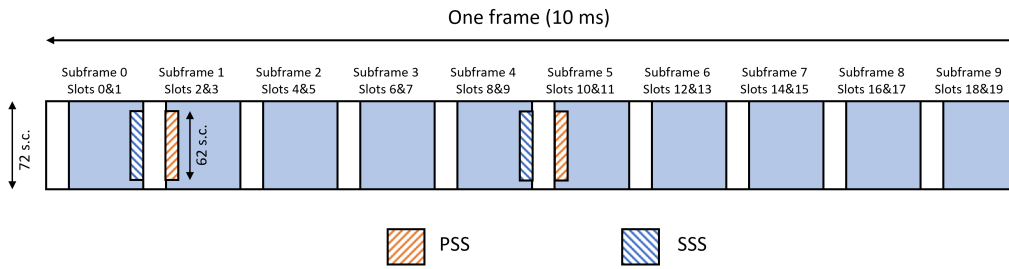 One frame (10 ms)
Subframe 0 Subframe 1 Subframe 2 Subframe 3 Subframe 4 Subframe 5 Subframe 6 Subframe 7 Subframe 8 Subframe 9
Slots 0&1 Slots 2&3 Slots 4&5 Slots 6&7 Slots 8&9 Slots 10&11 Slots 12&13 Slots 14&15 Slots 16&17 Slots 18&19
72 s.c.
62 s.c.
PSS
SSS